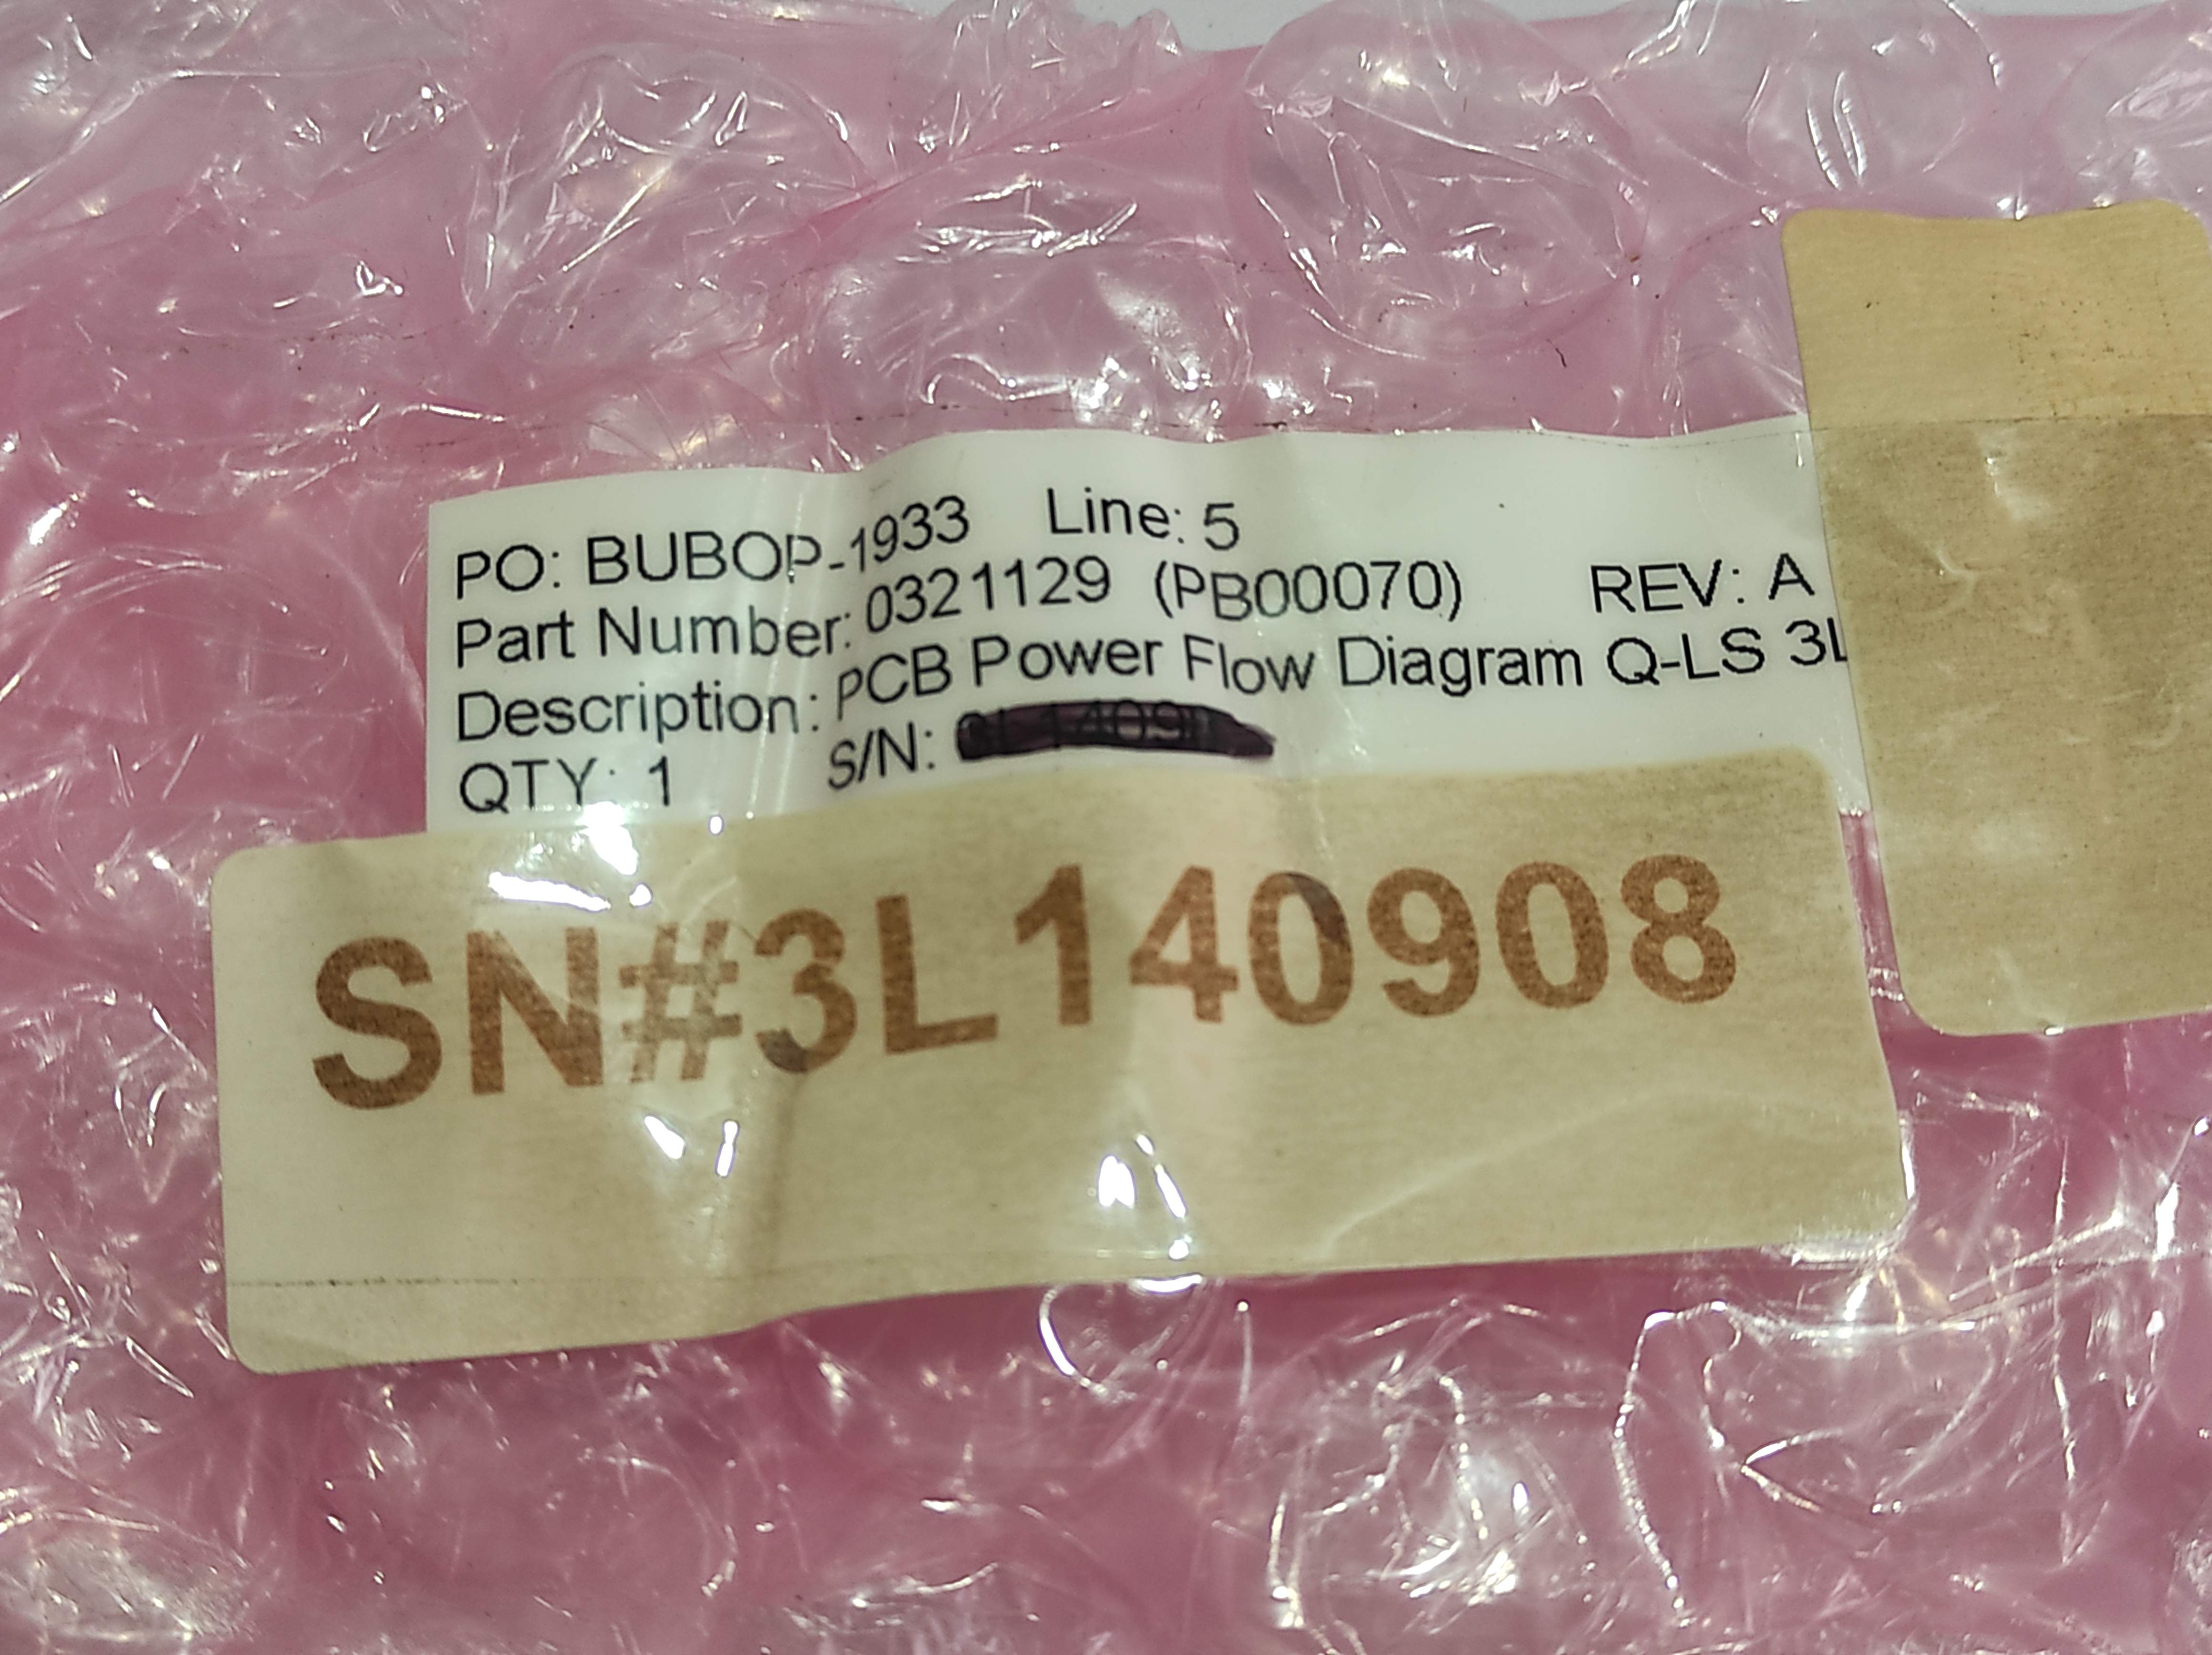 PO: BUBOP-1933 Line: 5
Part Number: 0321129 (PB00070) REV: A
Description: PCB Power Flow Diagram Q-LS 3L
QTY: 1 S/N:
SN#3L140908